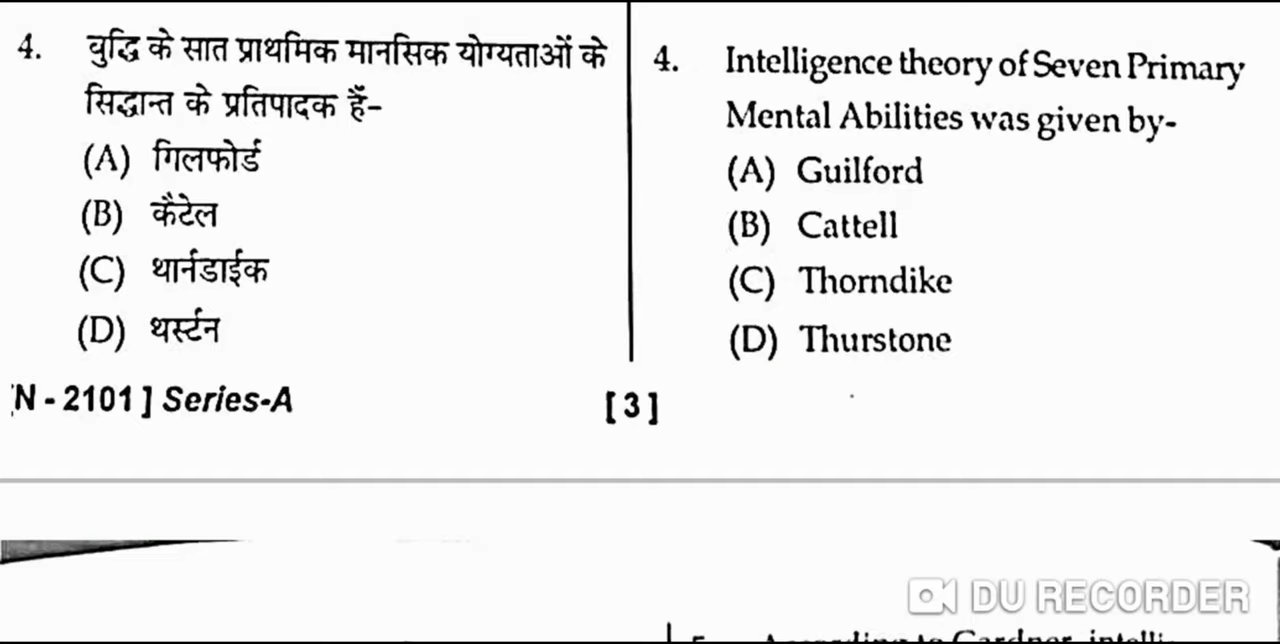 4. वुद्धि के सात प्राथमिक मानसिक योग्यताओं के
सिद्धान्त के प्रतिपादक हैं-
(A) गिलफोर्ड
(B) कैटेल
(C) थार्नडाईक
(D) थर्स्टन
4. Intelligence theory of Seven Primary
Mental Abilities was given by-
(A) Guilford
(B) Cattell
(C) Thorndike
(D) Thurstone
N - 2101 ] Series-A
[ 3 ]
DU RECORDER